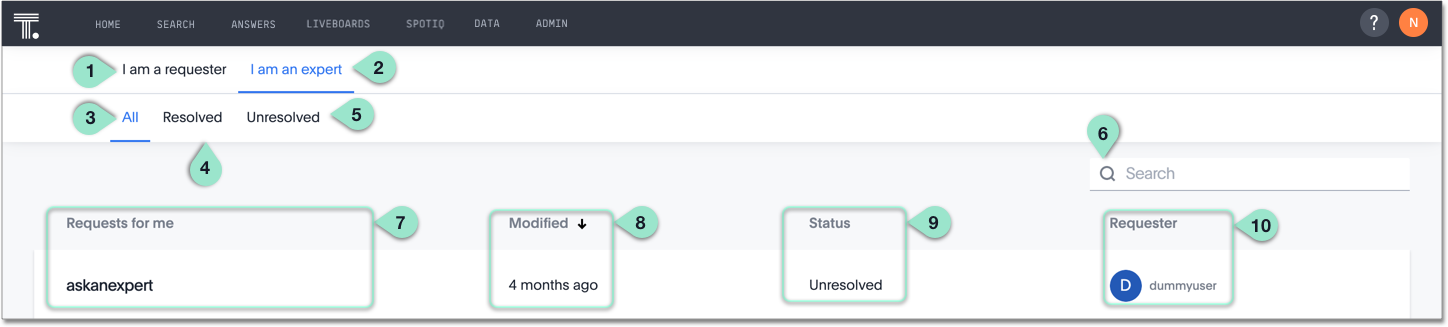 T. HOME SEARCH ANSWERS LIVEBOARDS SPOTIQ DATA ADMIN ? N
1 I am a requester I am an expert 2
3 All Resolved Unresolved 5
4
6
Search
Requests for me 7 Modified ↓ 8 Status 9 Requester 10
askanexpert 4 months ago Unresolved D dummyuser